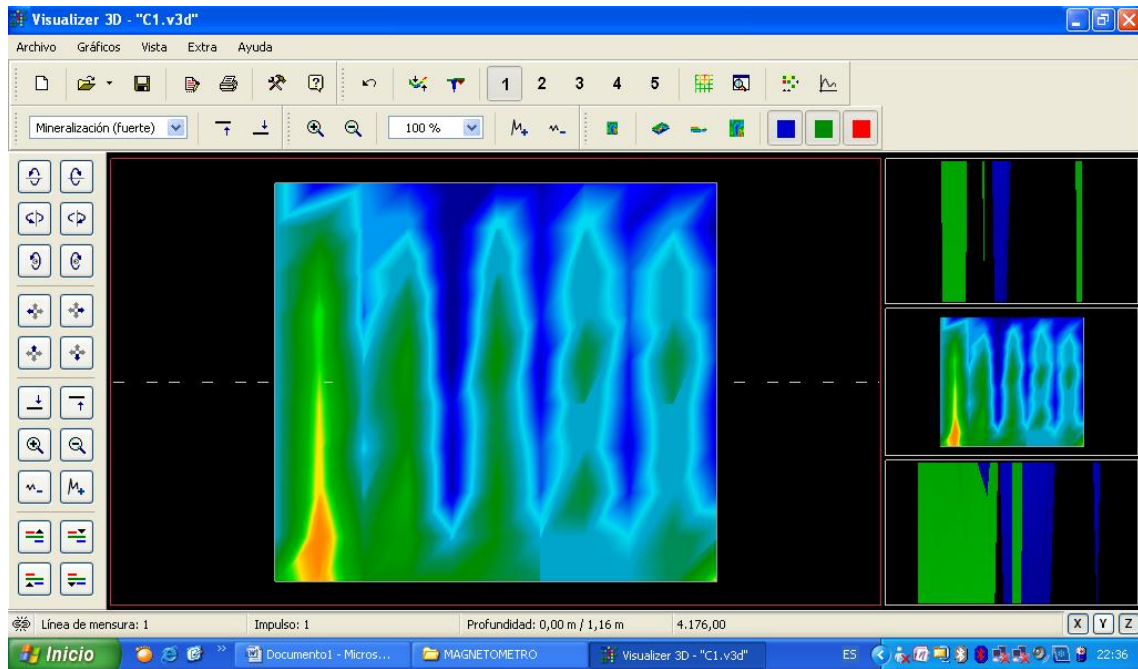 Visualizer 3D - "C1.v3d"
Archivo Gráficos Vista Extra Ayuda
1 2 3 4 5
Mineralización (fuerte) 100 %
Línea de mensura: 1 Impulso: 1 Profundidad: 0,00 m / 1,16 m 4.176,00 X Y Z
Inicio Documento1 - Micros... MAGNETOMETRO Visualizer 3D - "C1.v3d" ES 22:36